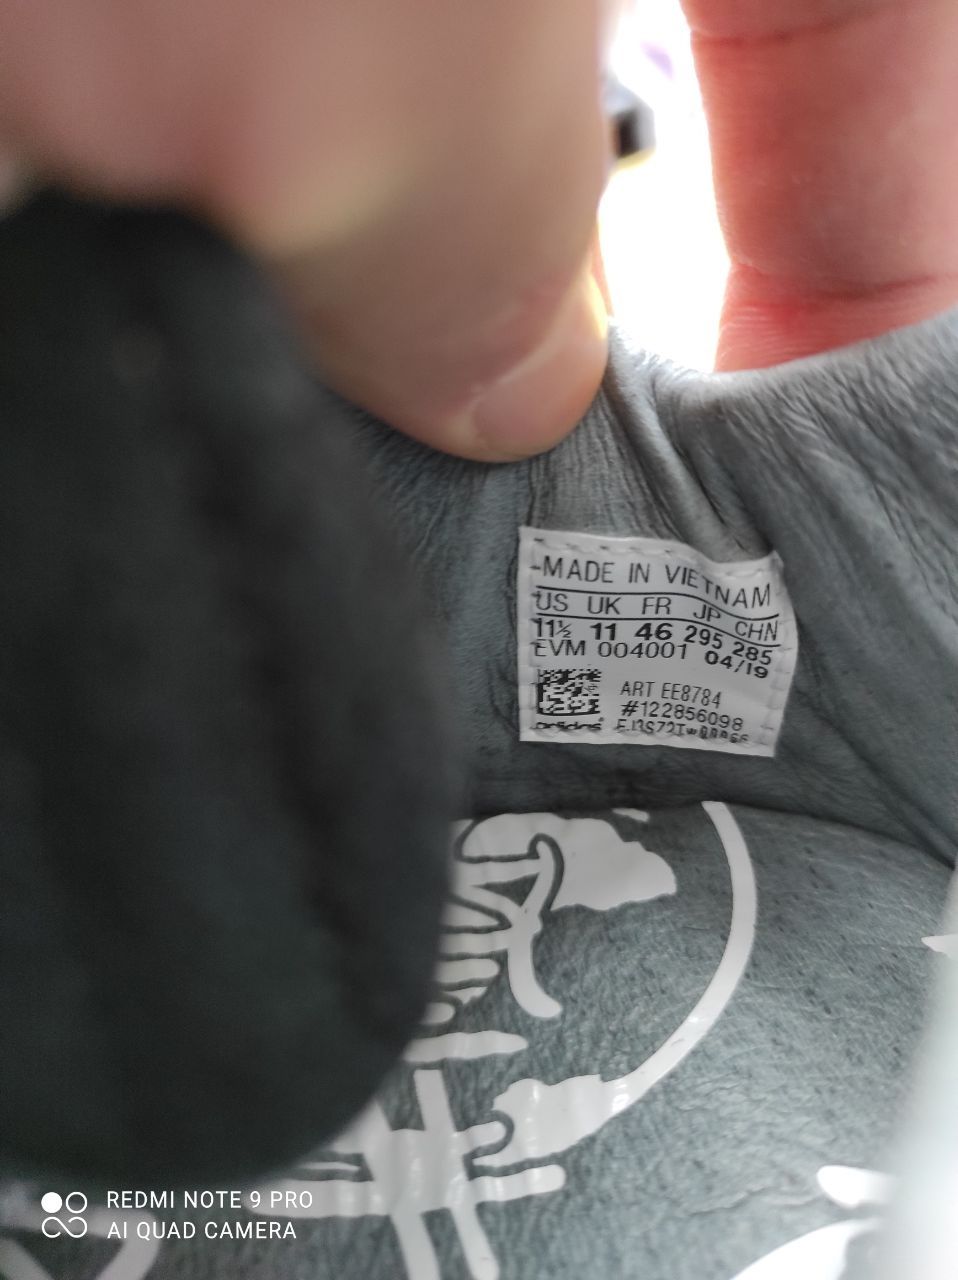 MADE IN VIETNAM
US UK FR JP CHN
11½ 11 46 295 285
EVM 004001 04/19
ART EE8784
#122856098
adidas
REDMI NOTE 9 PRO
AI QUAD CAMERA